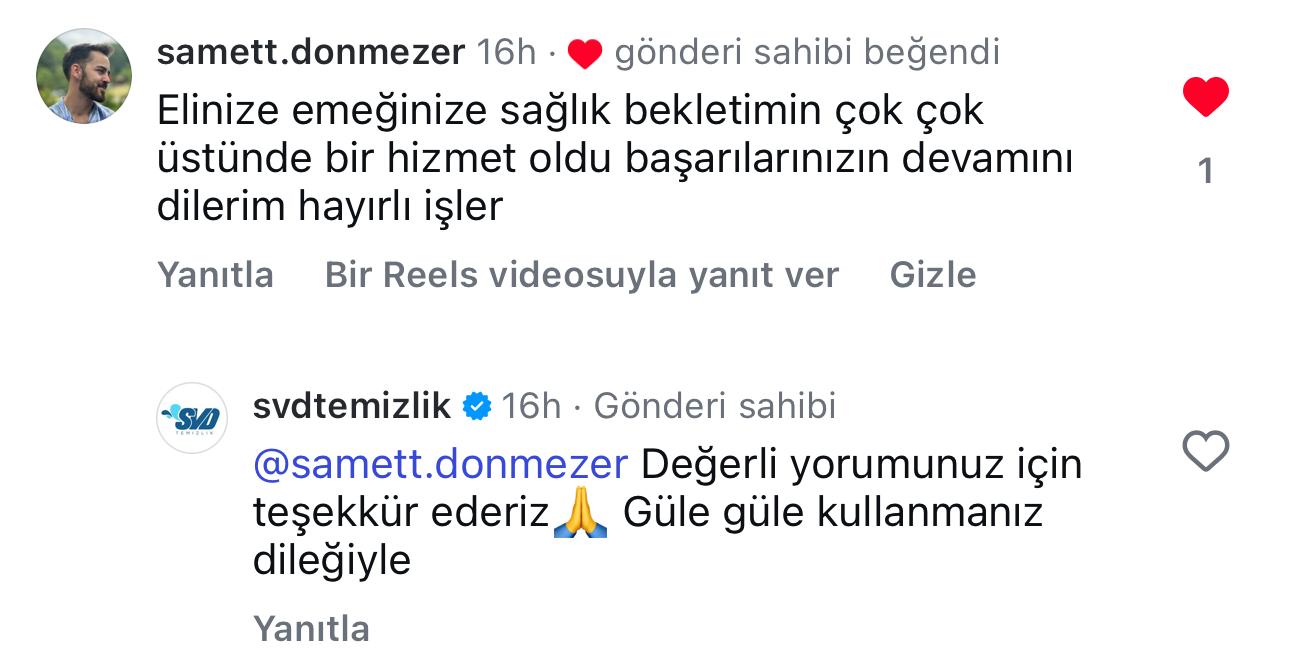 samett.donmezer 16h · ❤️ gönderi sahibi beğendi
Elinize emeğinize sağlık bekletimin çok çok
üstünde bir hizmet oldu başarılarınızın devamını
dilerim hayırlı işler
1
Yanıtla Bir Reels videosuyla yanıt ver Gizle
svdtemizlik 16h · Gönderi sahibi
SVD
TEMİZLİK
@samett.donmezer Değerli yorumunuz için
teşekkür ederiz🙏 Güle güle kullanmanız
dileğiyle
Yanıtla